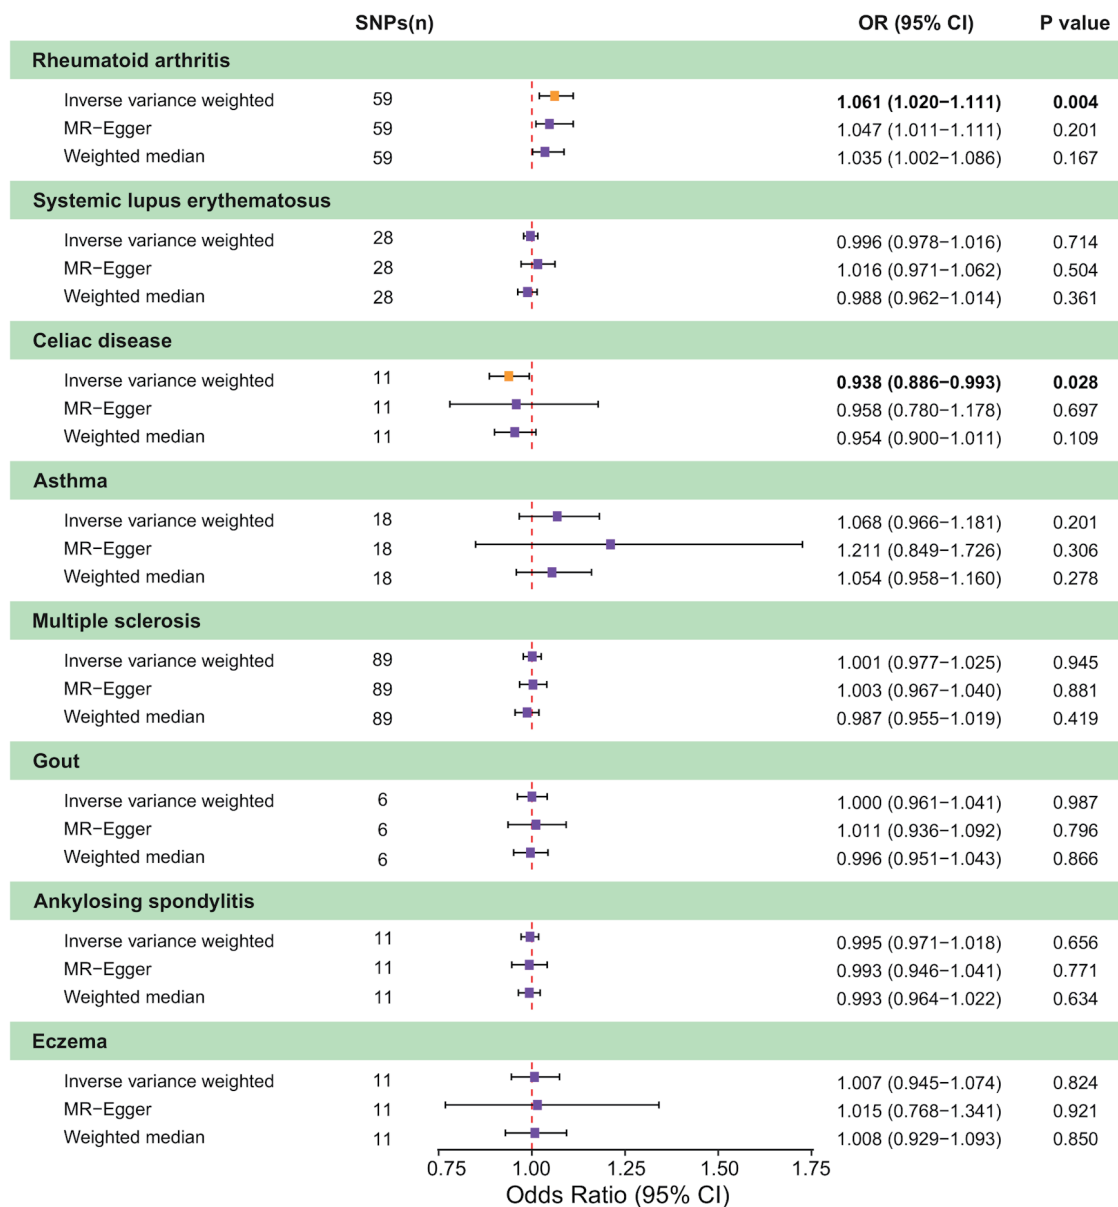 SNPs(n) OR (95% CI) P value
Rheumatoid arthritis
Inverse variance weighted 59 1.061 (1.020−1.111) 0.004
MR−Egger 59 1.047 (1.011−1.111) 0.201
Weighted median 59 1.035 (1.002−1.086) 0.167
Systemic lupus erythematosus
Inverse variance weighted 28 0.996 (0.978−1.016) 0.714
MR−Egger 28 1.016 (0.971−1.062) 0.504
Weighted median 28 0.988 (0.962−1.014) 0.361
Celiac disease
Inverse variance weighted 11 0.938 (0.886−0.993) 0.028
MR−Egger 11 0.958 (0.780−1.178) 0.697
Weighted median 11 0.954 (0.900−1.011) 0.109
Asthma
Inverse variance weighted 18 1.068 (0.966−1.181) 0.201
MR−Egger 18 1.211 (0.849−1.726) 0.306
Weighted median 18 1.054 (0.958−1.160) 0.278
Multiple sclerosis
Inverse variance weighted 89 1.001 (0.977−1.025) 0.945
MR−Egger 89 1.003 (0.967−1.040) 0.881
Weighted median 89 0.987 (0.955−1.019) 0.419
Gout
Inverse variance weighted 6 1.000 (0.961−1.041) 0.987
MR−Egger 6 1.011 (0.936−1.092) 0.796
Weighted median 6 0.996 (0.951−1.043) 0.866
Ankylosing spondylitis
Inverse variance weighted 11 0.995 (0.971−1.018) 0.656
MR−Egger 11 0.993 (0.946−1.041) 0.771
Weighted median 11 0.993 (0.964−1.022) 0.634
Eczema
Inverse variance weighted 11 1.007 (0.945−1.074) 0.824
MR−Egger 11 1.015 (0.768−1.341) 0.921
Weighted median 11 1.008 (0.929−1.093) 0.850
0.75 1.00 1.25 1.50 1.75
Odds Ratio (95% CI)